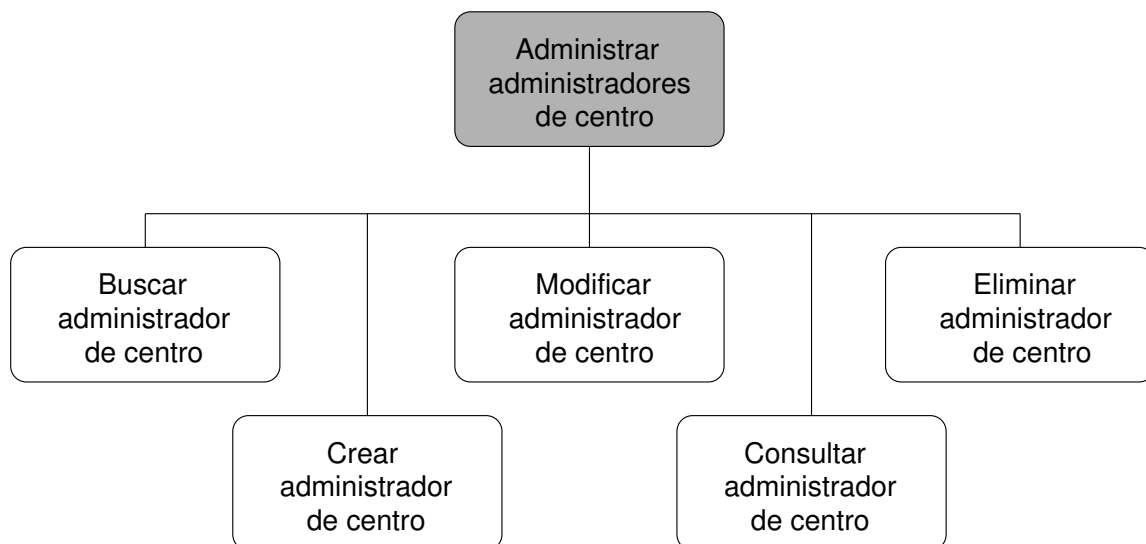 Administrar
administradores
de centro
Buscar
administrador
de centro
Modificar
administrador
de centro
Eliminar
administrador
de centro
Crear
administrador
de centro
Consultar
administrador
de centro